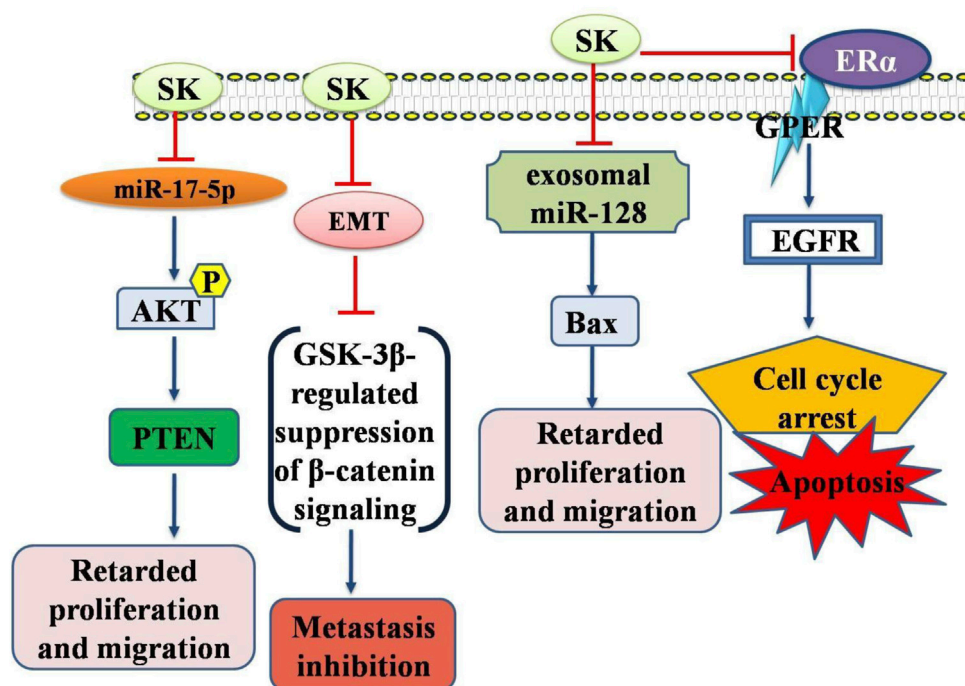 SK
miR-17-5p
P
AKT
PTEN
Retarded
proliferation
and migration
SK
EMT
GSK-3β-
regulated
suppression
of β-catenin
signaling
Metastasis
inhibition
SK
exosomal
miR-128
Bax
Retarded
proliferation
and migration
ERα
GPER
EGFR
Cell cycle
arrest
Apoptosis